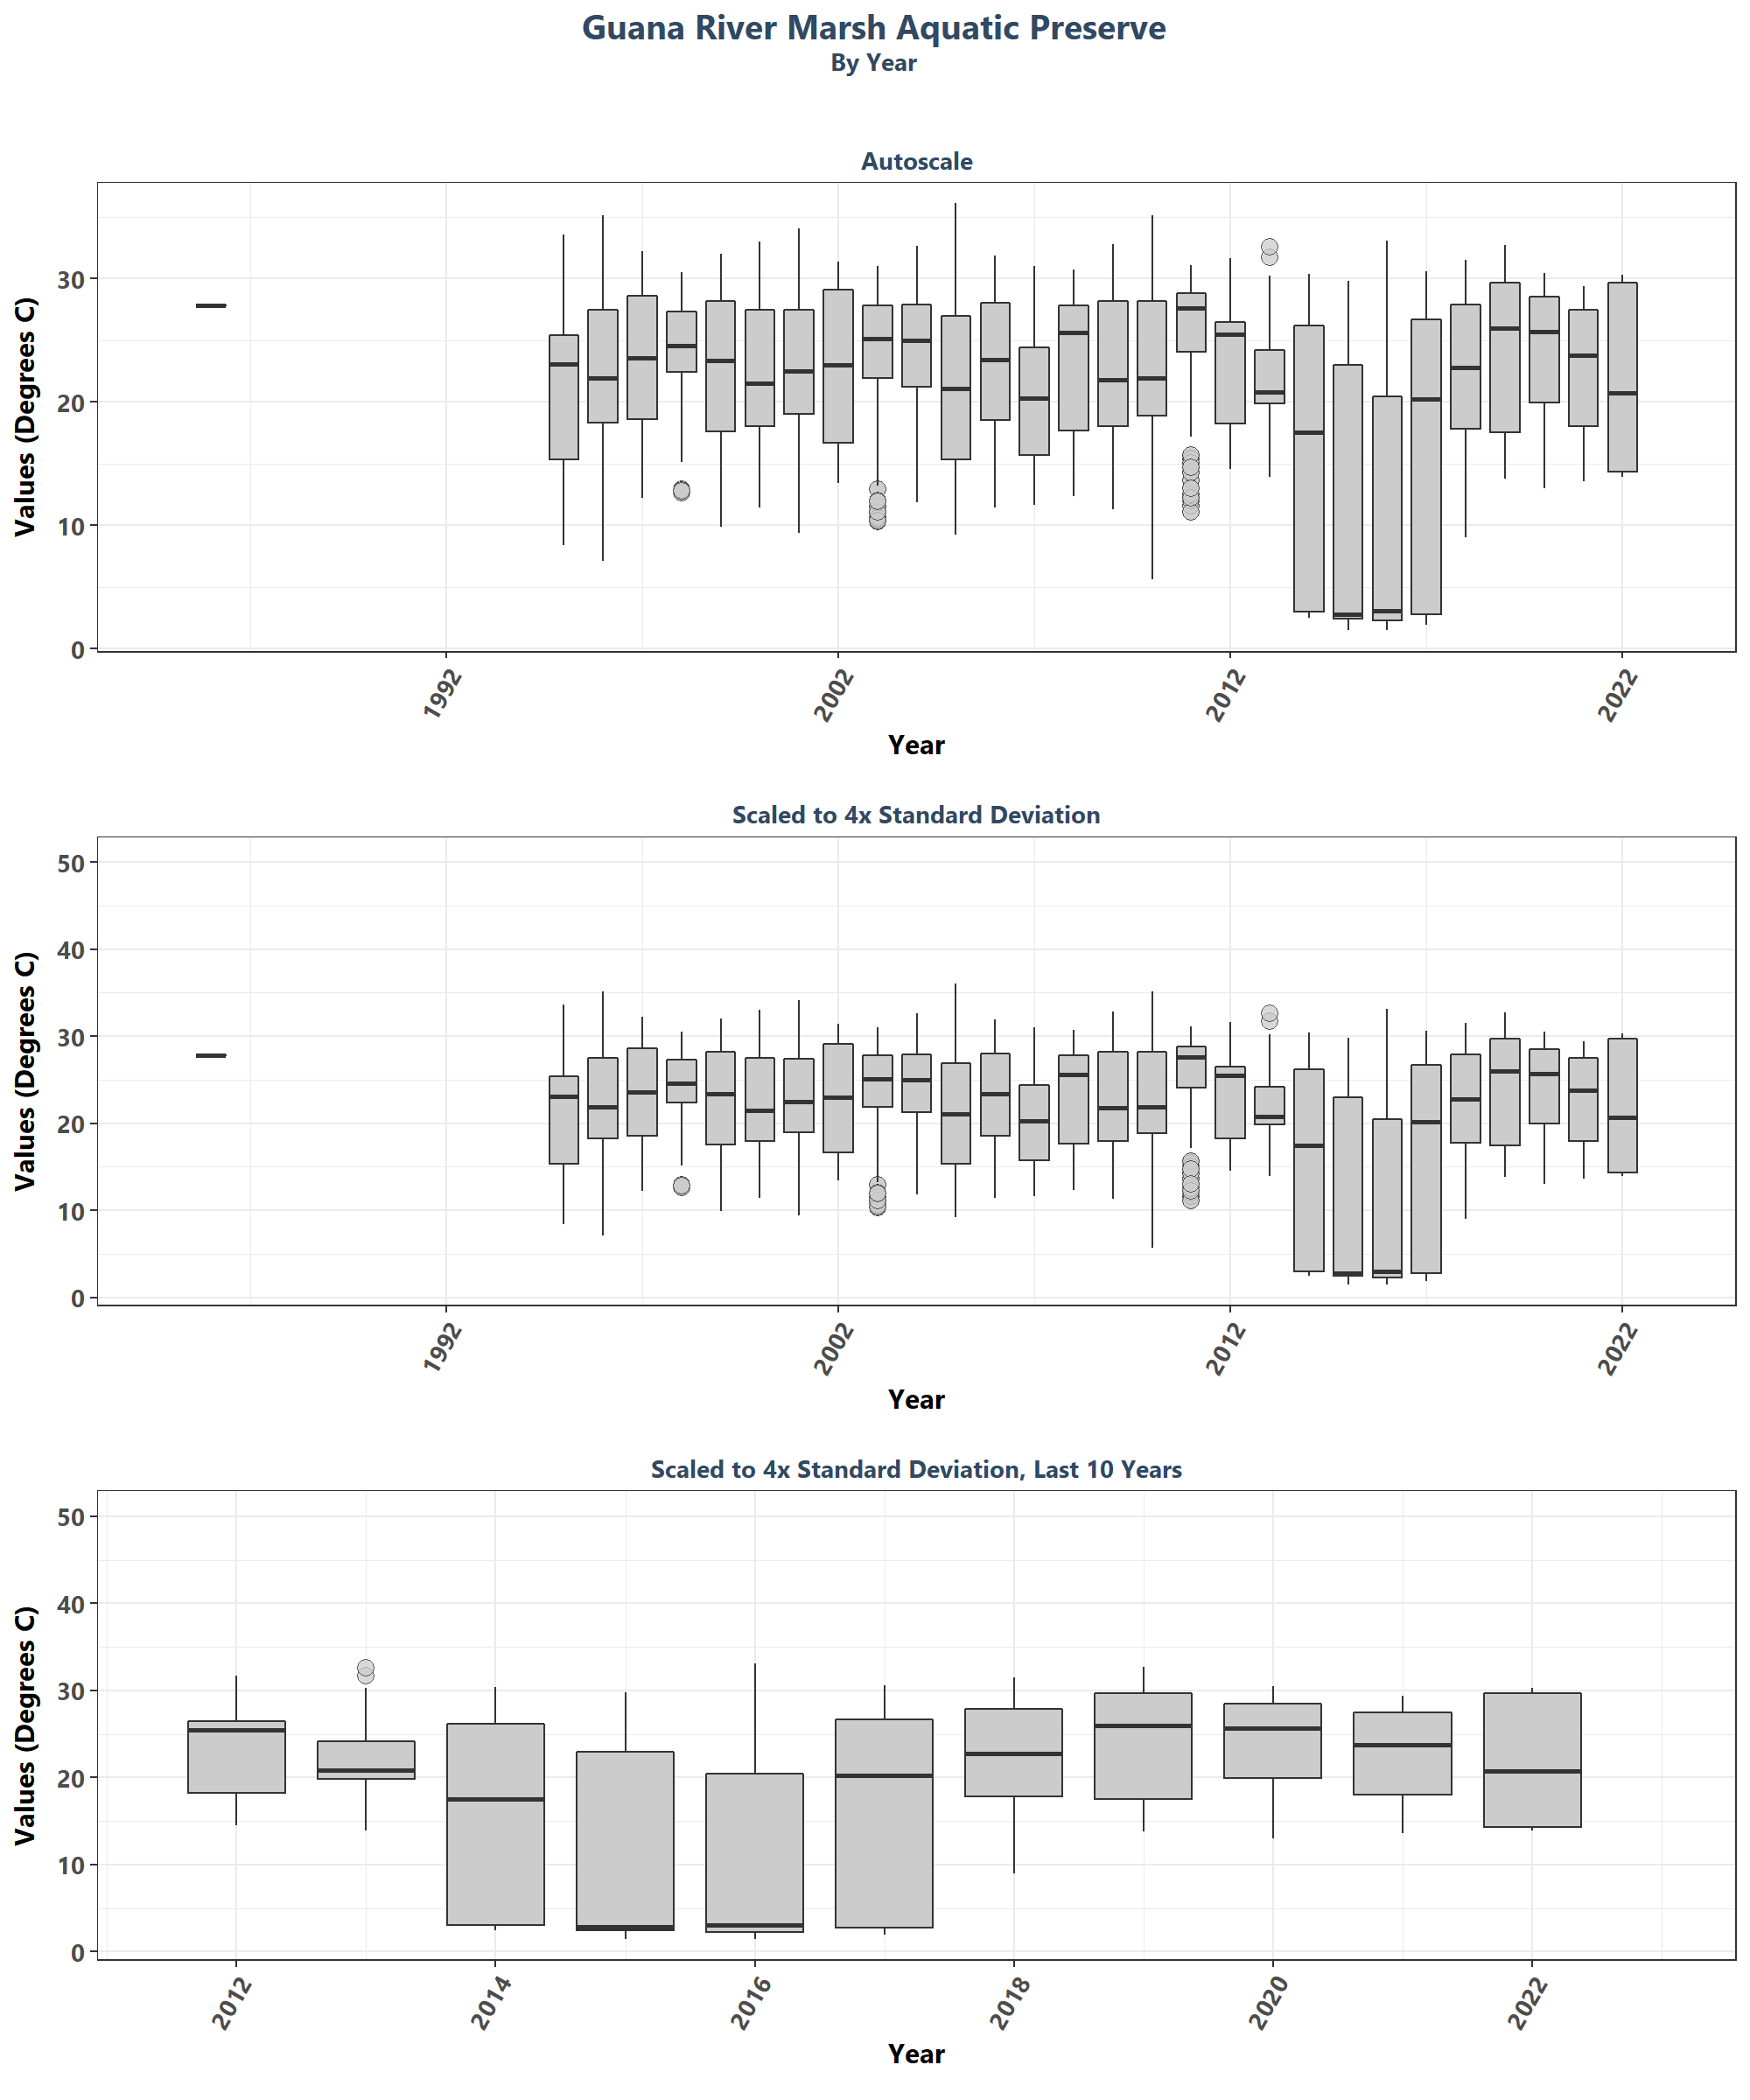 Guana River Marsh Aquatic Preserve
By Year
Autoscale
Values (Degrees C)
30
20
10
0
1992
2002
2012
2022
Year
Scaled to 4x Standard Deviation
Values (Degrees C)
50
40
30
20
10
0
1992
2002
2012
2022
Year
Scaled to 4x Standard Deviation, Last 10 Years
Values (Degrees C)
50
40
30
20
10
0
2012
2014
2016
2018
2020
2022
Year